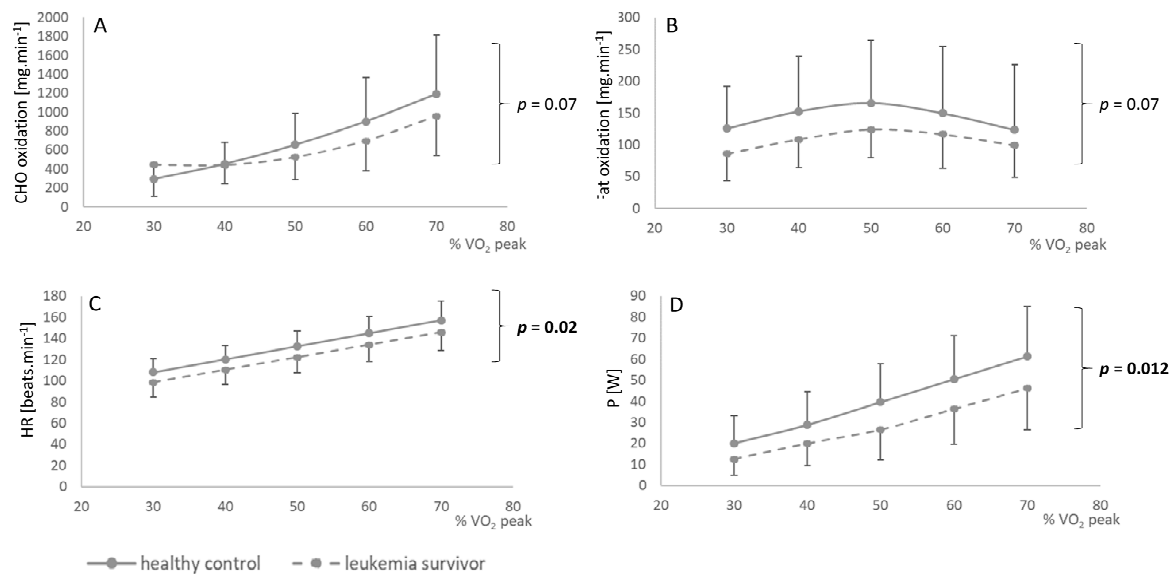 A
CHO oxidation [mg.min⁻¹]
2000
1800
1600
1400
1200
1000
800
600
400
200
0
20 30 40 50 60 70 80
% VO₂ peak
p = 0.07
B
Fat oxidation [mg.min⁻¹]
300
250
200
150
100
50
0
20 30 40 50 60 70 80
% VO₂ peak
p = 0.07
C
HR [beats.min⁻¹]
180
160
140
120
100
80
60
40
20
0
20 30 40 50 60 70 80
% VO₂ peak
p = 0.02
D
P [W]
90
80
70
60
50
40
30
20
10
0
20 30 40 50 60 70 80
% VO₂ peak
p = 0.012
healthy control leukemia survivor